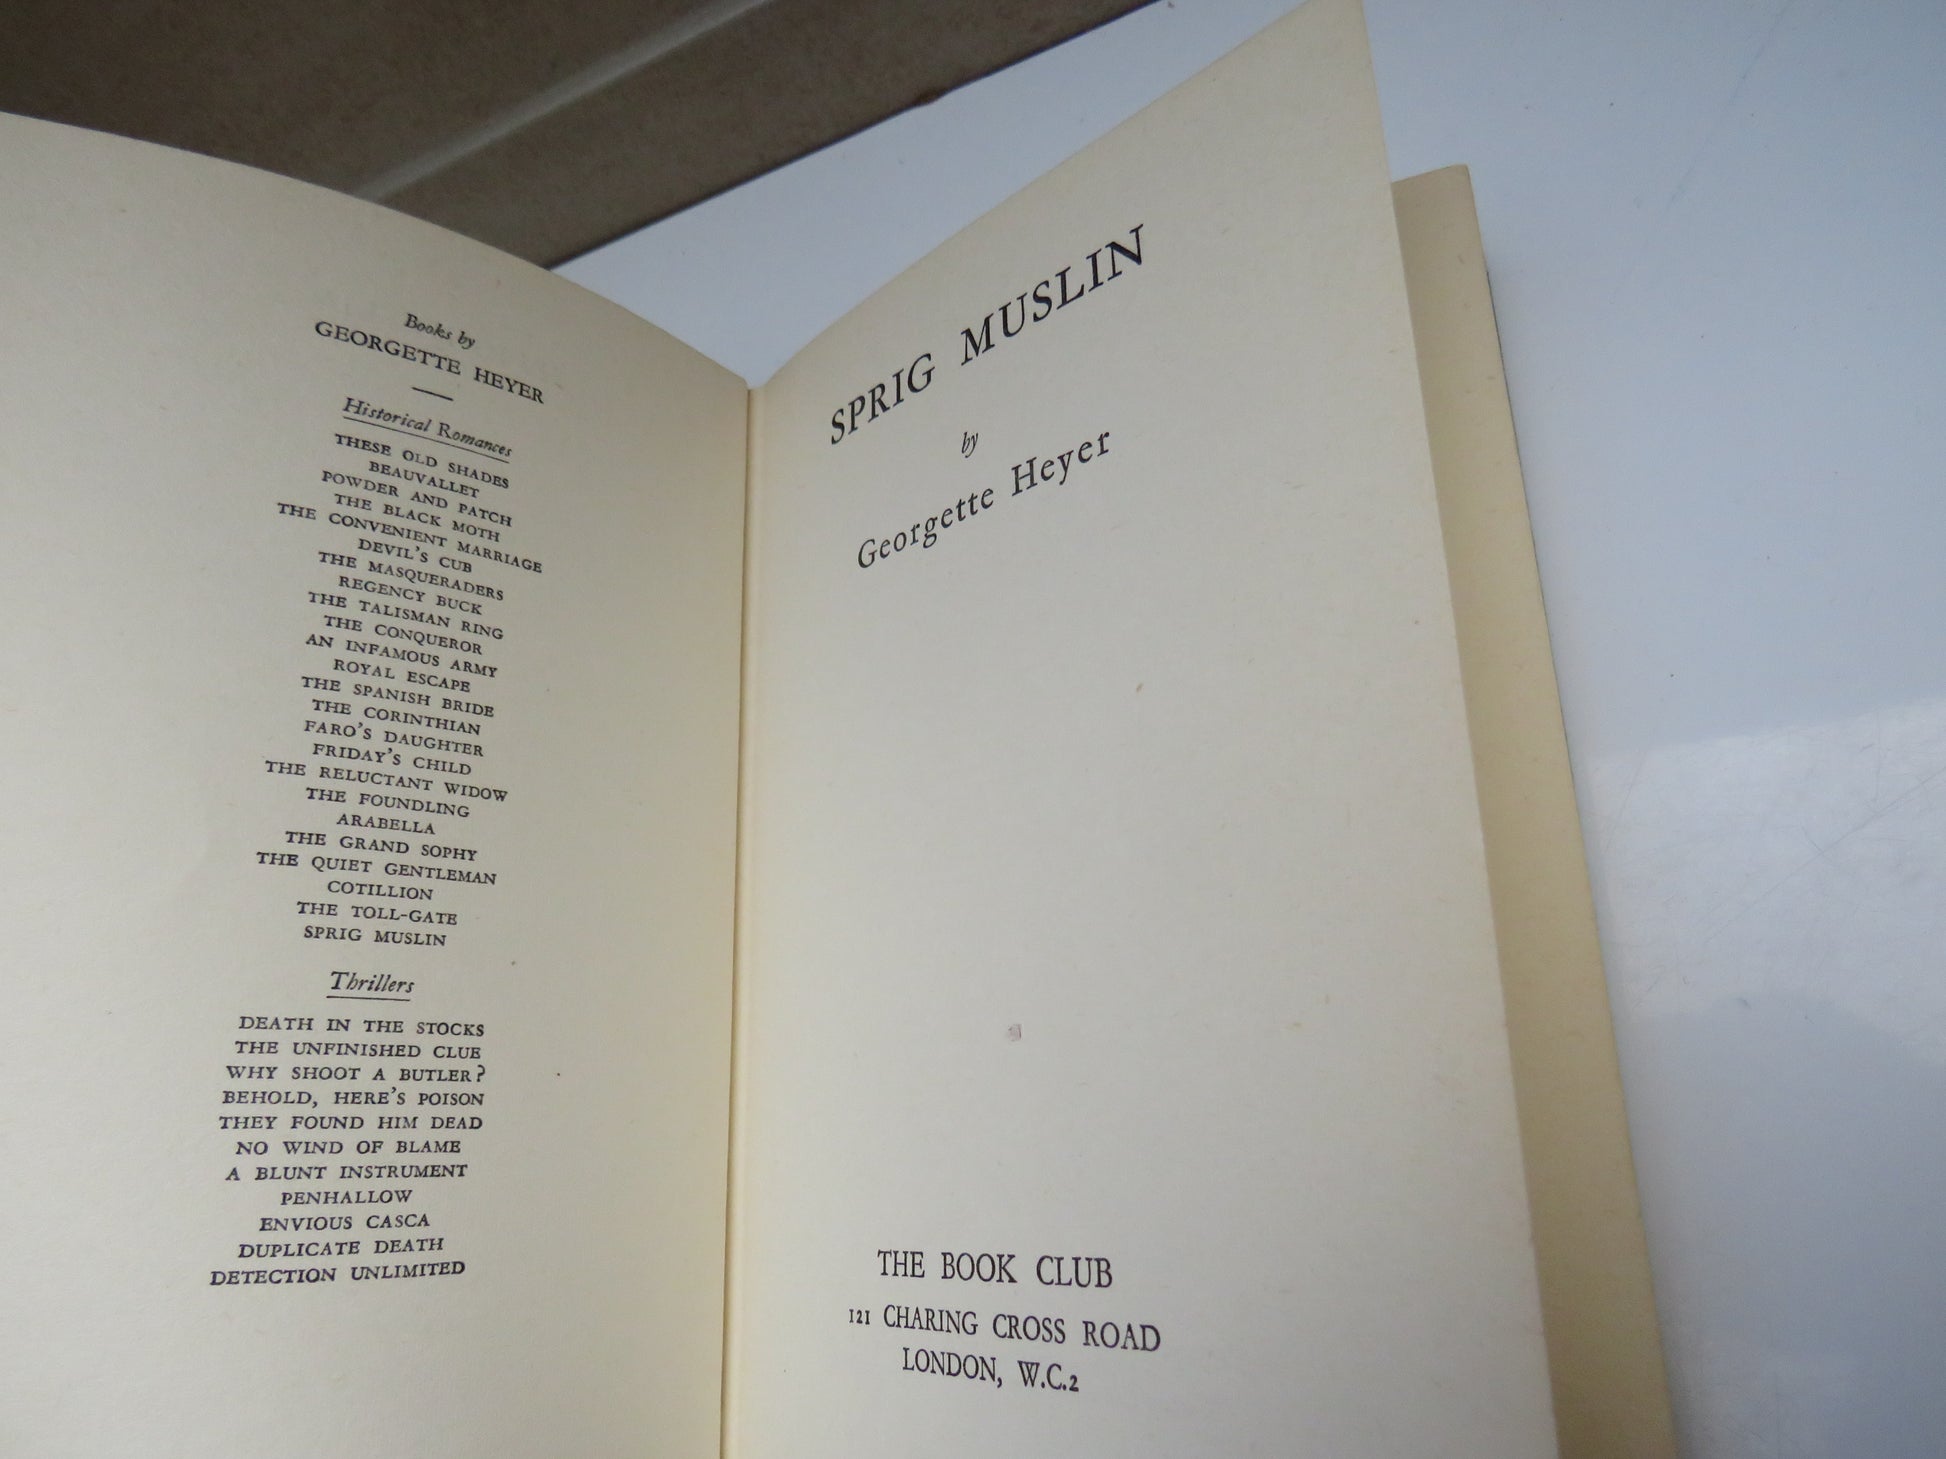 Books by
GEORGETTE HEYER
Historical Romances
THESE OLD SHADES
BEAUVALLET
POWDER AND PATCH
THE BLACK MOTH
THE CONVENIENT MARRIAGE
DEVIL'S CUB
THE MASQUERADERS
REGENCY BUCK
THE TALISMAN RING
THE CONQUEROR
AN INFAMOUS ARMY
ROYAL ESCAPE
THE SPANISH BRIDE
THE CORINTHIAN
FARO'S DAUGHTER
FRIDAY'S CHILD
THE RELUCTANT WIDOW
THE FOUNDLING
ARABELLA
THE GRAND SOPHY
THE QUIET GENTLEMAN
COTILLION
THE TOLL-GATE
SPRIG MUSLIN
Thrillers
DEATH IN THE STOCKS
THE UNFINISHED CLUE
WHY SHOOT A BUTLER?
BEHOLD, HERE'S POISON
THEY FOUND HIM DEAD
NO WIND OF BLAME
A BLUNT INSTRUMENT
PENHALLOW
ENVIOUS CASCA
DUPLICATE DEATH
DETECTION UNLIMITED
SPRIG MUSLIN
by
Georgette Heyer
THE BOOK CLUB
121 CHARING CROSS ROAD
LONDON, W.C.2